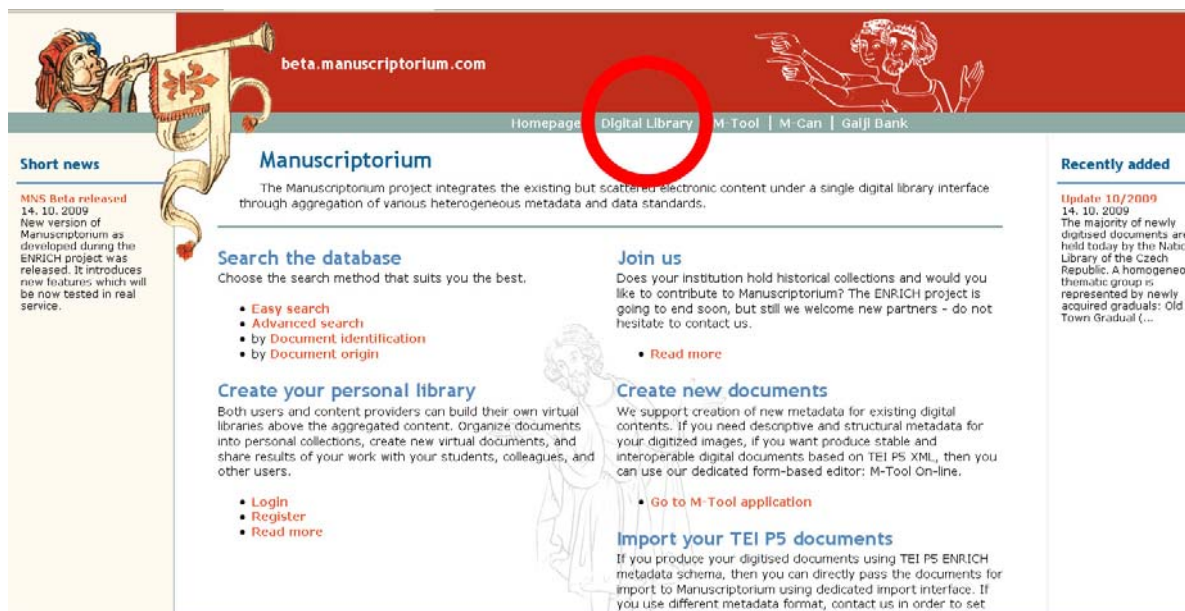 beta.manuscriptorium.com
Homepage Digital Library M-Tool | M-Can | Gaiji Bank
Short news
MNS Beta released
14. 10. 2009
New version of
Manuscriptorium as
developed during the
ENRICH project was
released. It introduces
new features which will
be now tested in real
service.
Manuscriptorium
The Manuscriptorium project integrates the existing but scattered electronic content under a single digital library interface
through aggregation of various heterogeneous metadata and data standards.
Search the database
Choose the search method that suits you the best.
• Easy search
• Advanced search
• by Document identification
• by Document origin
Create your personal library
Both users and content providers can build their own virtual
libraries above the aggregated content. Organize documents
into personal collections, create new virtual documents, and
share results of your work with your students, colleagues, and
other users.
• Login
• Register
• Read more
Join us
Does your institution hold historical collections and would you
like to contribute to Manuscriptorium? The ENRICH project is
going to end soon, but still we welcome new partners - do not
hesitate to contact us.
• Read more
Create new documents
We support creation of new metadata for existing digital
contents. If you need descriptive and structural metadata for
your digitized images, if you want produce stable and
interoperable digital documents based on TEI P5 XML, then you
can use our dedicated form-based editor: M-Tool On-line.
• Go to M-Tool application
Import your TEI P5 documents
If you produce your digitised documents using TEI P5 ENRICH
metadata schema, then you can directly pass the documents for
import to Manuscriptorium using dedicated import interface. If
you use different metadata format, contact us in order to set
Recently added
Update 10/2009
14. 10. 2009
The majority of newly
digitised documents are
held today by the Natio
Library of the Czech
Republic. A homogeneo
thematic group is
represented by newly
acquired graduals: Old
Town Gradual (...